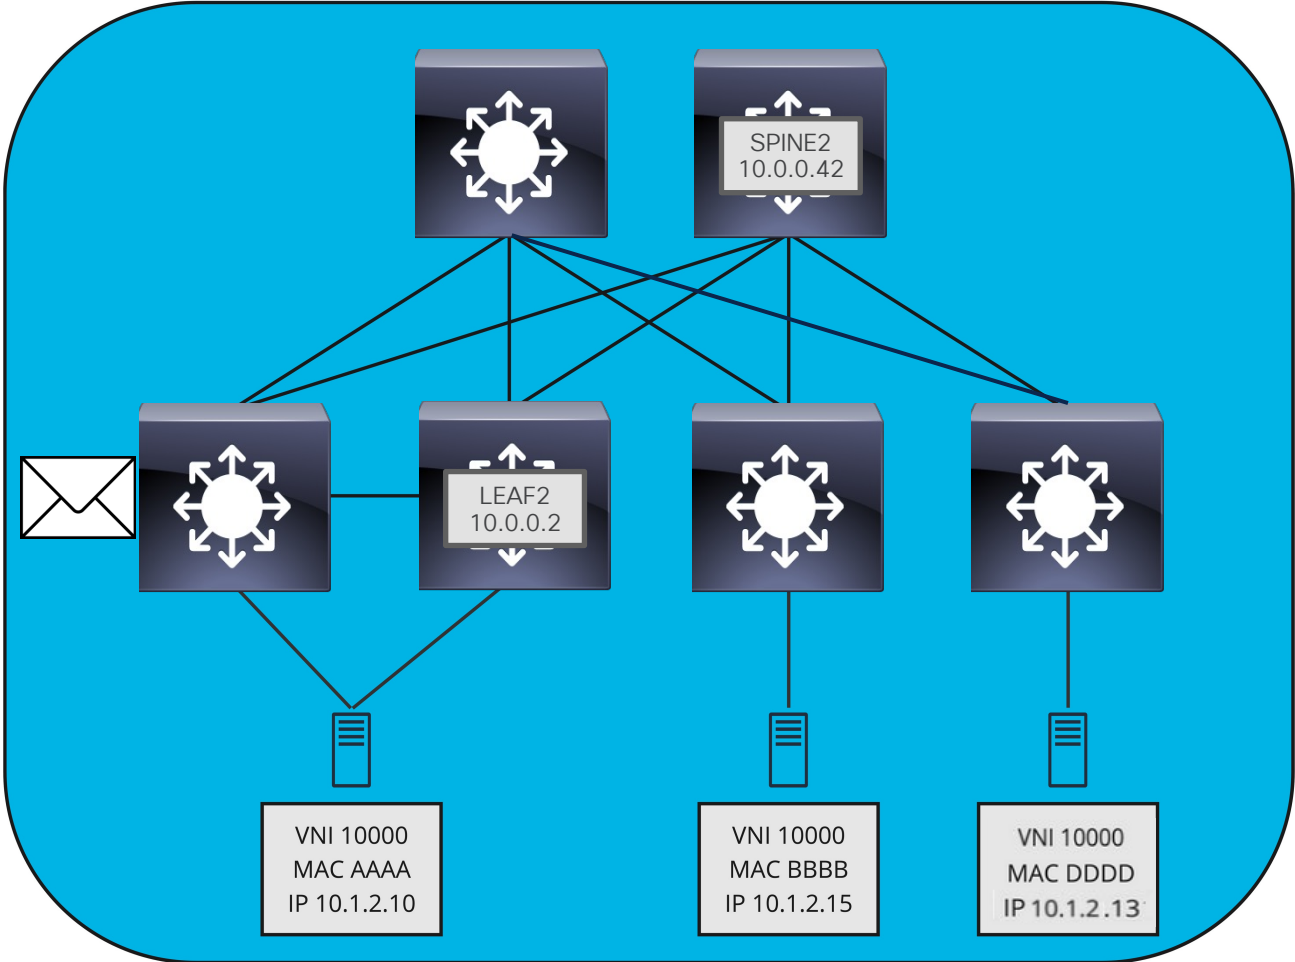 SPINE2
10.0.0.42
LEAF2
10.0.0.2
VNI 10000
MAC AAAA
IP 10.1.2.10
VNI 10000
MAC BBBB
IP 10.1.2.15
VNI 10000
MAC DDDD
IP 10.1.2.13